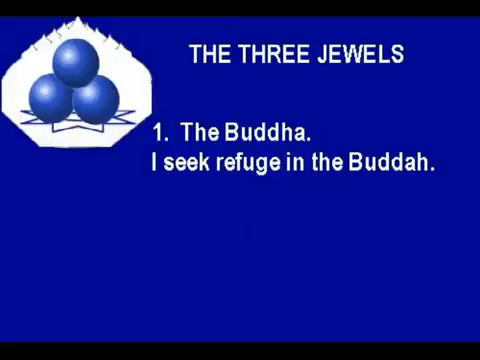 THE THREE JEWELS
1. The Buddha.
I seek refuge in the Buddah.